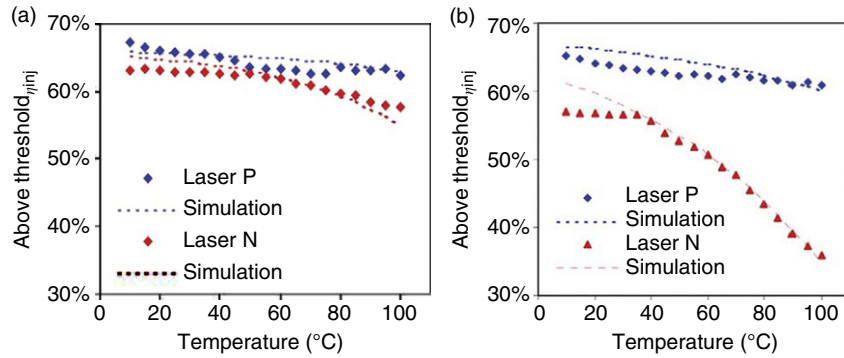 (a)
70%
60%
50%
40%
30%
Above threshold ηinj
Laser P
Simulation
Laser N
Simulation
0 20 40 60 80 100
Temperature (°C)
(b)
70%
60%
50%
40%
30%
Above threshold ηinj
Laser P
Simulation
Laser N
Simulation
0 20 40 60 80 100
Temperature (°C)